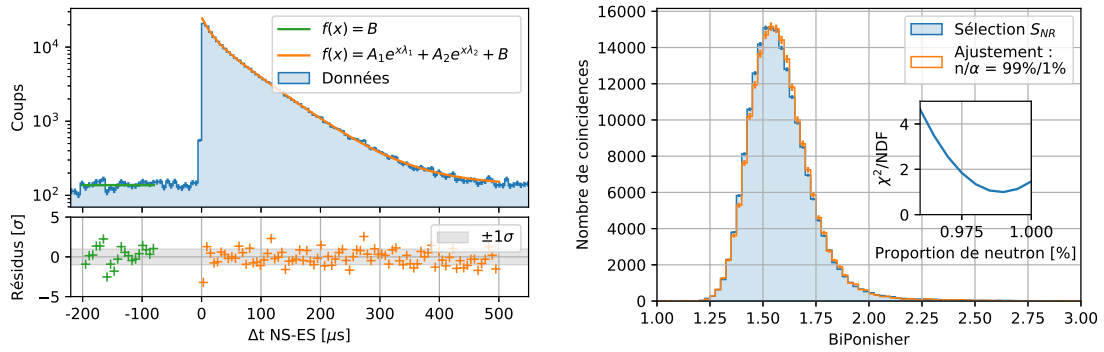 f(x) = B
f(x) = A₁e^{xλ₁} + A₂e^{xλ₂} + B
Données
10⁴
10³
10²
Coups
±1σ
5
0
−5
Résidus [σ]
-200 -100 0 100 200 300 400 500
Δt NS-ES [μs]
Sélection S_{NR}
Ajustement :
n/α = 99%/1%
16000
14000
12000
10000
8000
6000
4000
2000
0
Nombre de coincidences
4
2
0
χ²/NDF
0.975 1.000
Proportion de neutron [%]
1.00 1.25 1.50 1.75 2.00 2.25 2.50 2.75 3.00
BiPonisher